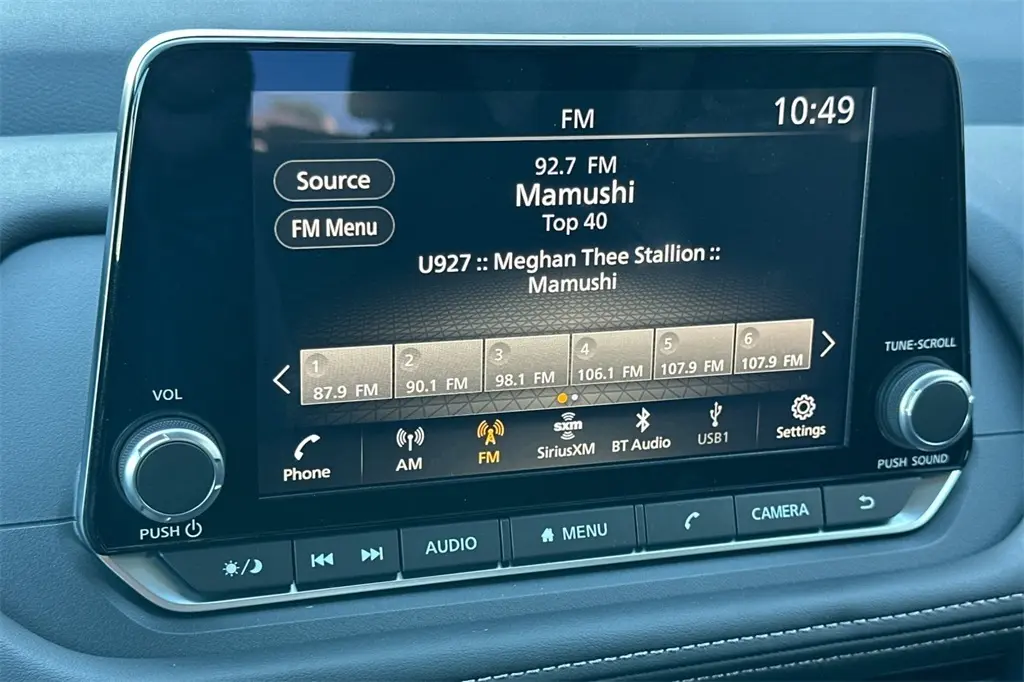 FM
10:49
Source
FM Menu
92.7 FM
Mamushi
Top 40
U927 :: Meghan Thee Stallion ::
Mamushi
1 87.9 FM
2 90.1 FM
3 98.1 FM
4 106.1 FM
5 107.9 FM
6 107.9 FM
Phone
AM
FM
sxm
SiriusXM
BT Audio
USB1
Settings
VOL
PUSH
TUNE·SCROLL
PUSH SOUND
AUDIO
MENU
CAMERA